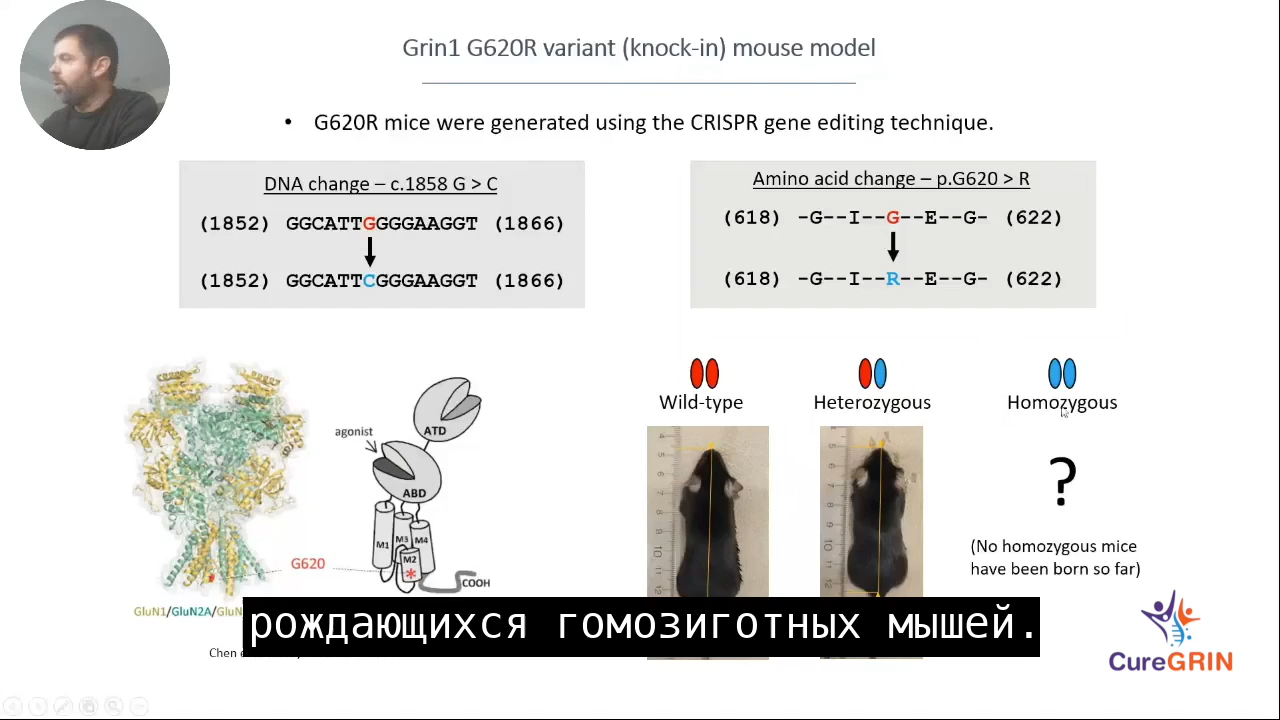 Grin1 G620R variant (knock-in) mouse model
• G620R mice were generated using the CRISPR gene editing technique.
DNA change – c.1858 G > C
(1852) GGCATTGGGGAAGGT (1866)
(1852) GGCATTCGGGAAGGT (1866)
Amino acid change – p.G620 > R
(618) -G--I--G--E--G- (622)
(618) -G--I--R--E--G- (622)
agonist
ATD
ABD
M1
M3
M4
M2
*
COOH
G620
GluN1/GluN2A/GluN
Chen e
Wild-type
Heterozygous
Homozygous
?
(No homozygous mice
have been born so far)
рождающихся гомозиготных мышей.
CureGRIN